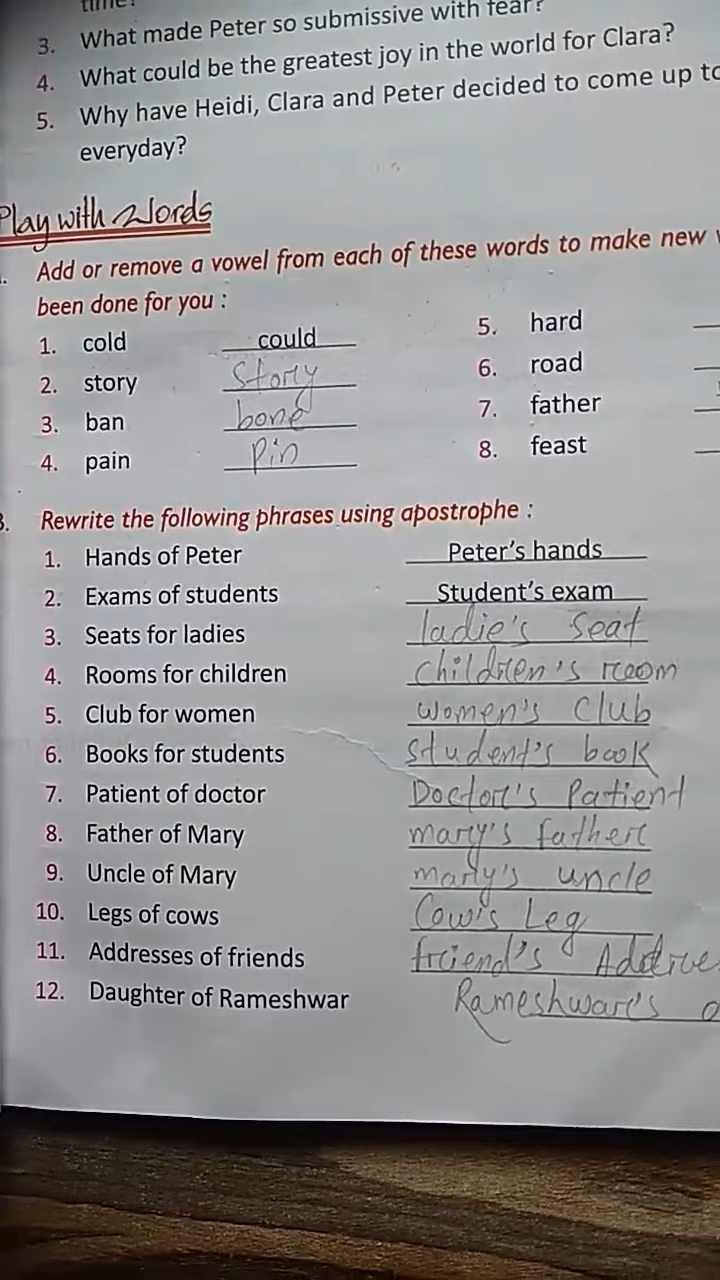 3. What made Peter so submissive with fear?
4. What could be the greatest joy in the world for Clara?
5. Why have Heidi, Clara and Peter decided to come up to
everyday?
Play with Words
Add or remove a vowel from each of these words to make new
been done for you :
1. cold could
2. story Story
3. ban bone
4. pain Pin
5. hard
6. road
7. father
8. feast
Rewrite the following phrases using apostrophe :
1. Hands of Peter Peter's hands
2. Exams of students Student's exam
3. Seats for ladies ladie's seat
4. Rooms for children children's room
5. Club for women women's club
6. Books for students student's book
7. Patient of doctor Doctor's Patient
8. Father of Mary mary's father
9. Uncle of Mary mary's uncle
10. Legs of cows Cow's Leg
11. Addresses of friends friend's
12. Daughter of Rameshwar Rameshwar's